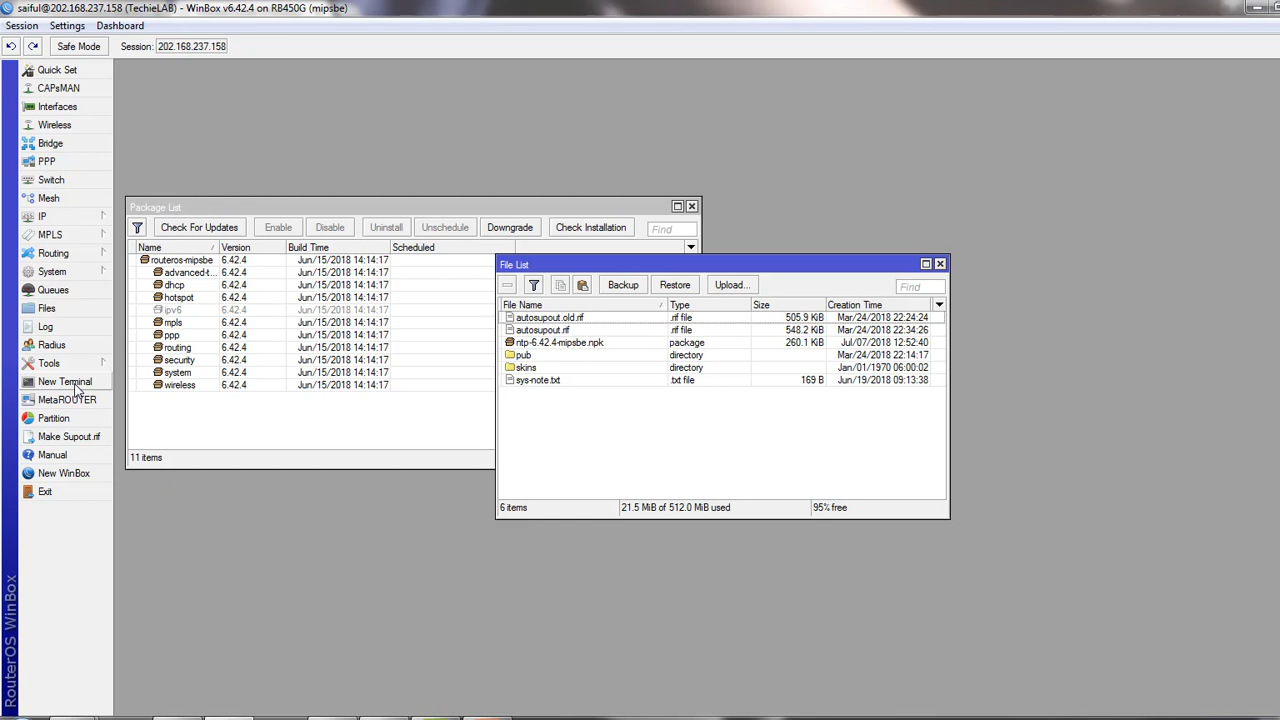 saiful@202.168.237.158 (TechieLAB) - WinBox v6.42.4 on RB450G (mipsbe)
Session Settings Dashboard
Safe Mode Session: 202.168.237.158
Quick Set
CAPsMAN
Interfaces
Wireless
Bridge
PPP
Switch
Mesh
IP
MPLS
Routing
System
Queues
Files
Log
Radius
Tools
New Terminal
MetaROUTER
Partition
Make Supout.rif
Manual
New WinBox
Exit
RouterOS WinBox
Package List
Check For Updates Enable Disable Uninstall Unschedule Downgrade Check Installation Find
Name Version Build Time Scheduled
routeros-mipsbe 6.42.4 Jun/15/2018 14:14:17
advanced-t... 6.42.4 Jun/15/2018 14:14:17
dhcp 6.42.4 Jun/15/2018 14:14:17
hotspot 6.42.4 Jun/15/2018 14:14:17
ipv6 6.42.4 Jun/15/2018 14:14:17
mpls 6.42.4 Jun/15/2018 14:14:17
ppp 6.42.4 Jun/15/2018 14:14:17
routing 6.42.4 Jun/15/2018 14:14:17
security 6.42.4 Jun/15/2018 14:14:17
system 6.42.4 Jun/15/2018 14:14:17
wireless 6.42.4 Jun/15/2018 14:14:17
11 items
File List
Backup Restore Upload... Find
File Name Type Size Creation Time
autosupout.old.rif .rif file 505.9 KiB Mar/24/2018 22:24:24
autosupout.rif .rif file 548.2 KiB Mar/24/2018 22:34:26
ntp-6.42.4-mipsbe.npk package 260.1 KiB Jul/07/2018 12:52:40
pub directory Mar/24/2018 22:14:17
skins directory Jan/01/1970 06:00:02
sys-note.txt .txt file 169 B Jun/19/2018 09:13:38
6 items 21.5 MiB of 512.0 MiB used 95% free